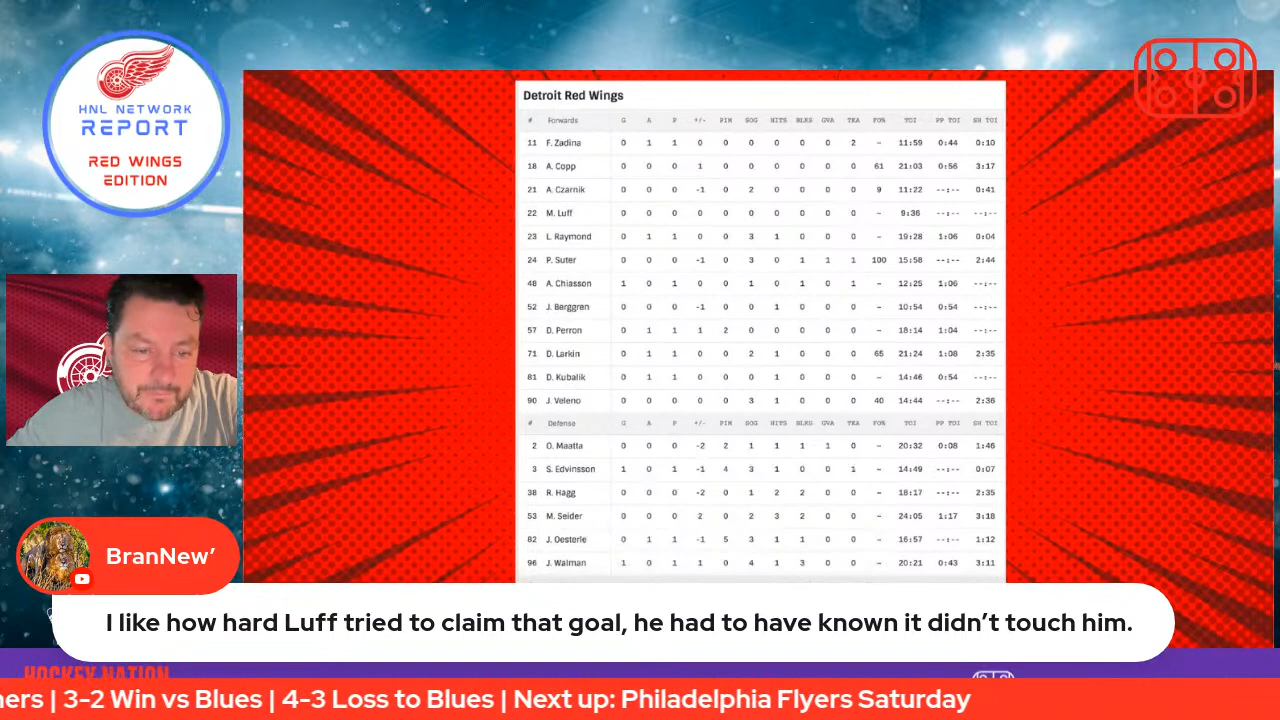 HNL NETWORK
REPORT
RED WINGS
EDITION
Detroit Red Wings
# Forwards G A P +/- PIM SOG HITS BLKS GVA TKA FO% TOI PP TOI SH TOI
11 F. Zadina 0 1 1 0 0 0 0 0 0 2 - 11:59 0:44 0:10
18 A. Copp 0 0 0 1 0 0 0 0 0 0 61 21:03 0:56 3:17
21 A. Czarnik 0 0 0 -1 0 2 0 0 0 0 9 11:22 --:-- 0:41
22 M. Luff 0 0 0 0 0 0 0 0 0 0 - 9:36 --:-- --:--
23 L. Raymond 0 1 1 0 0 3 1 0 0 0 - 19:28 1:06 0:04
24 P. Suter 0 0 0 -1 0 3 0 1 1 1 100 15:58 --:-- 2:44
48 A. Chiasson 1 0 1 0 0 1 0 1 0 1 - 12:25 1:06 --:--
52 J. Berggren 0 0 0 -1 0 0 1 0 0 0 - 10:54 0:54 --:--
57 D. Perron 0 1 1 1 2 0 0 0 0 0 - 18:14 1:04 --:--
71 D. Larkin 0 1 1 0 0 2 1 0 0 0 65 21:24 1:08 2:35
81 D. Kubalik 0 1 1 0 0 0 1 0 0 0 - 14:46 0:54 --:--
90 J. Veleno 0 0 0 0 0 3 1 0 0 0 40 14:44 --:-- 2:36
# Defense G A P +/- PIM SOG HITS BLKS GVA TKA FO% TOI PP TOI SH TOI
2 O. Maatta 0 0 0 -2 2 1 1 1 1 0 - 20:32 0:08 1:46
3 S. Edvinsson 1 0 1 -1 4 3 1 0 0 1 - 14:49 --:-- 0:07
38 R. Hagg 0 0 0 -2 0 1 2 2 0 0 - 18:17 --:-- 2:35
53 M. Seider 0 0 0 2 0 2 3 2 0 0 - 24:05 1:17 3:18
82 J. Oesterle 0 1 1 -1 5 3 1 1 0 0 - 16:57 --:-- 1:12
96 J. Walman 1 0 1 1 0 4 1 3 0 0 - 20:21 0:43 3:11
BranNew’
I like how hard Luff tried to claim that goal, he had to have known it didn’t touch him.
HOCKEY NATION
ners | 3-2 Win vs Blues | 4-3 Loss to Blues | Next up: Philadelphia Flyers Saturday